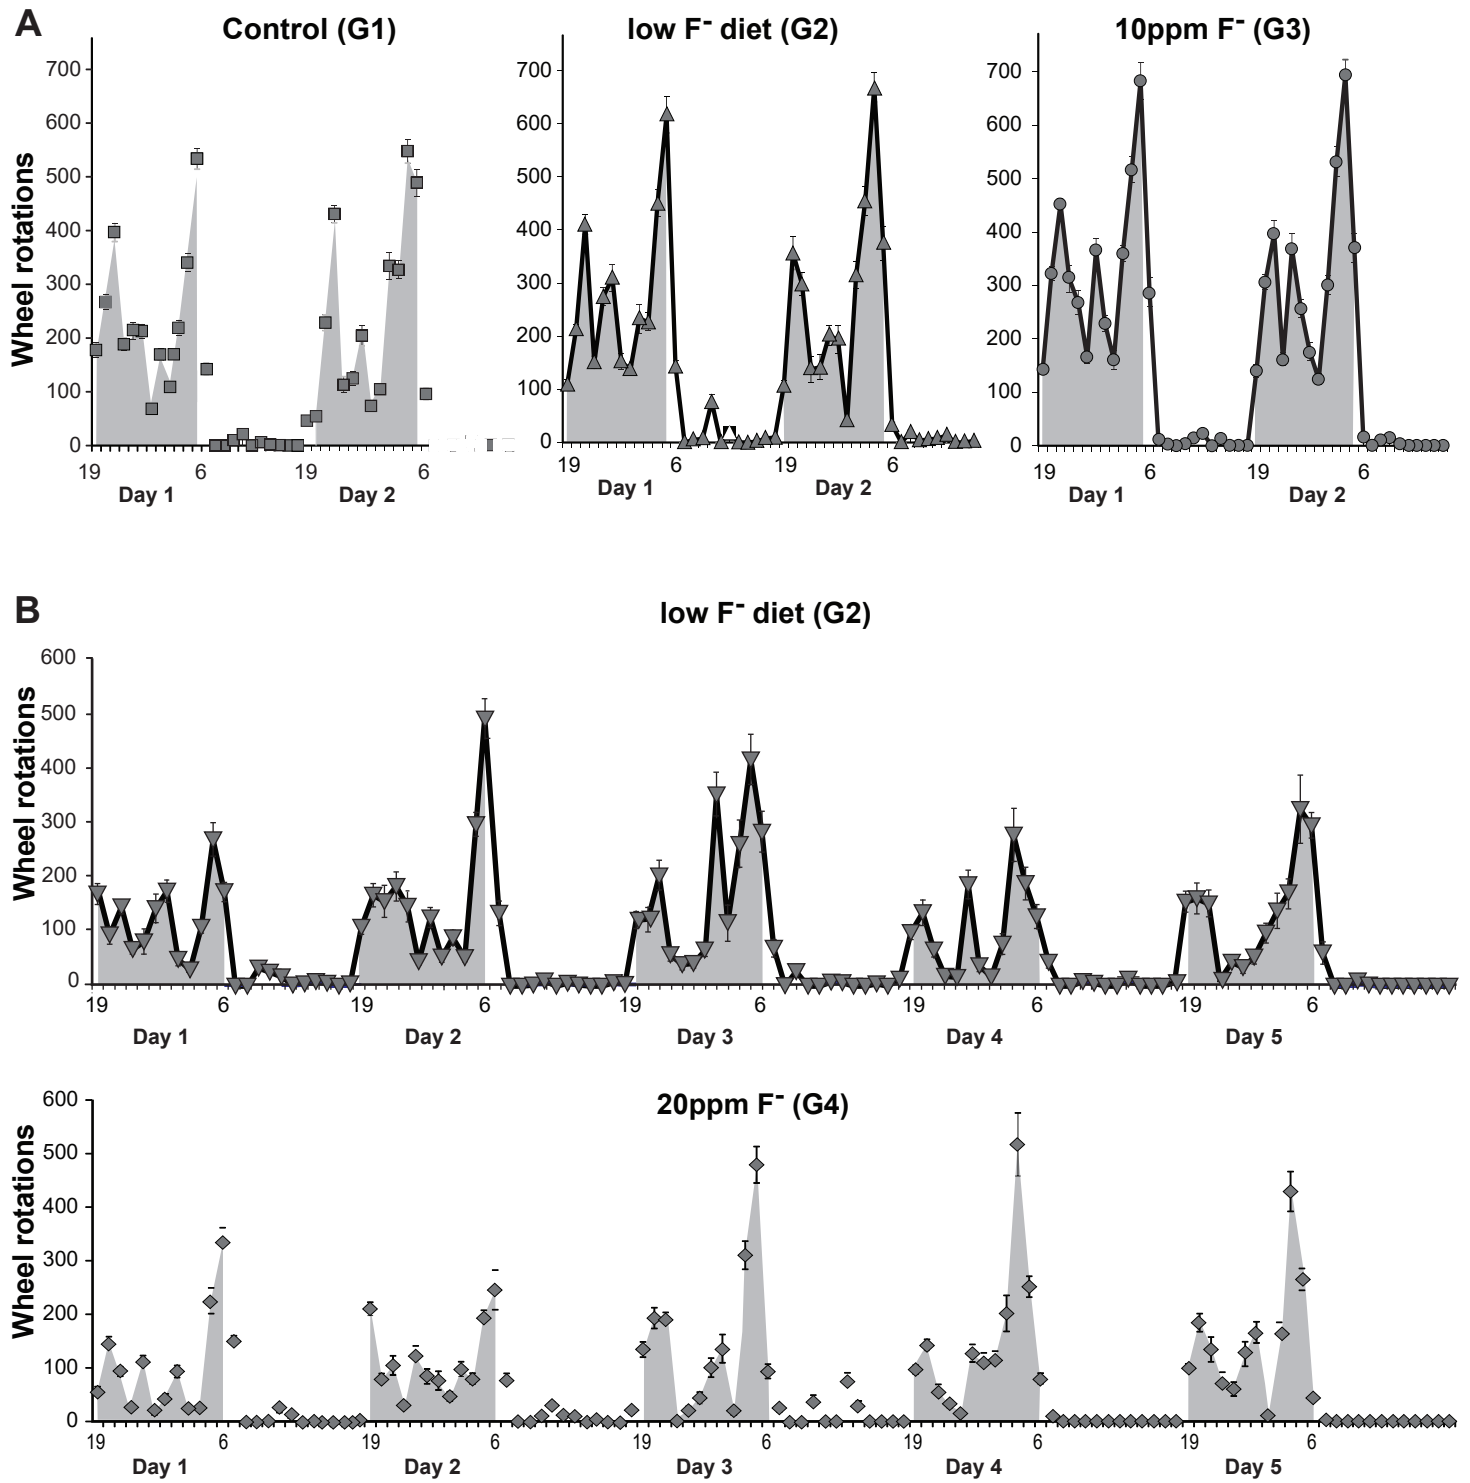 A
Control (G1)
low F⁻ diet (G2)
10ppm F⁻ (G3)
Wheel rotations
700
600
500
400
300
200
100
0
19
6
19
6
Day 1
Day 2
700
600
500
400
300
200
100
0
19
6
19
6
Day 1
Day 2
700
600
500
400
300
200
100
0
19
6
19
6
Day 1
Day 2
B
low F⁻ diet (G2)
Wheel rotations
600
500
400
300
200
100
0
19
6
19
6
19
6
19
6
19
6
Day 1
Day 2
Day 3
Day 4
Day 5
20ppm F⁻ (G4)
Wheel rotations
600
500
400
300
200
100
0
19
6
19
6
19
6
19
6
19
6
Day 1
Day 2
Day 3
Day 4
Day 5